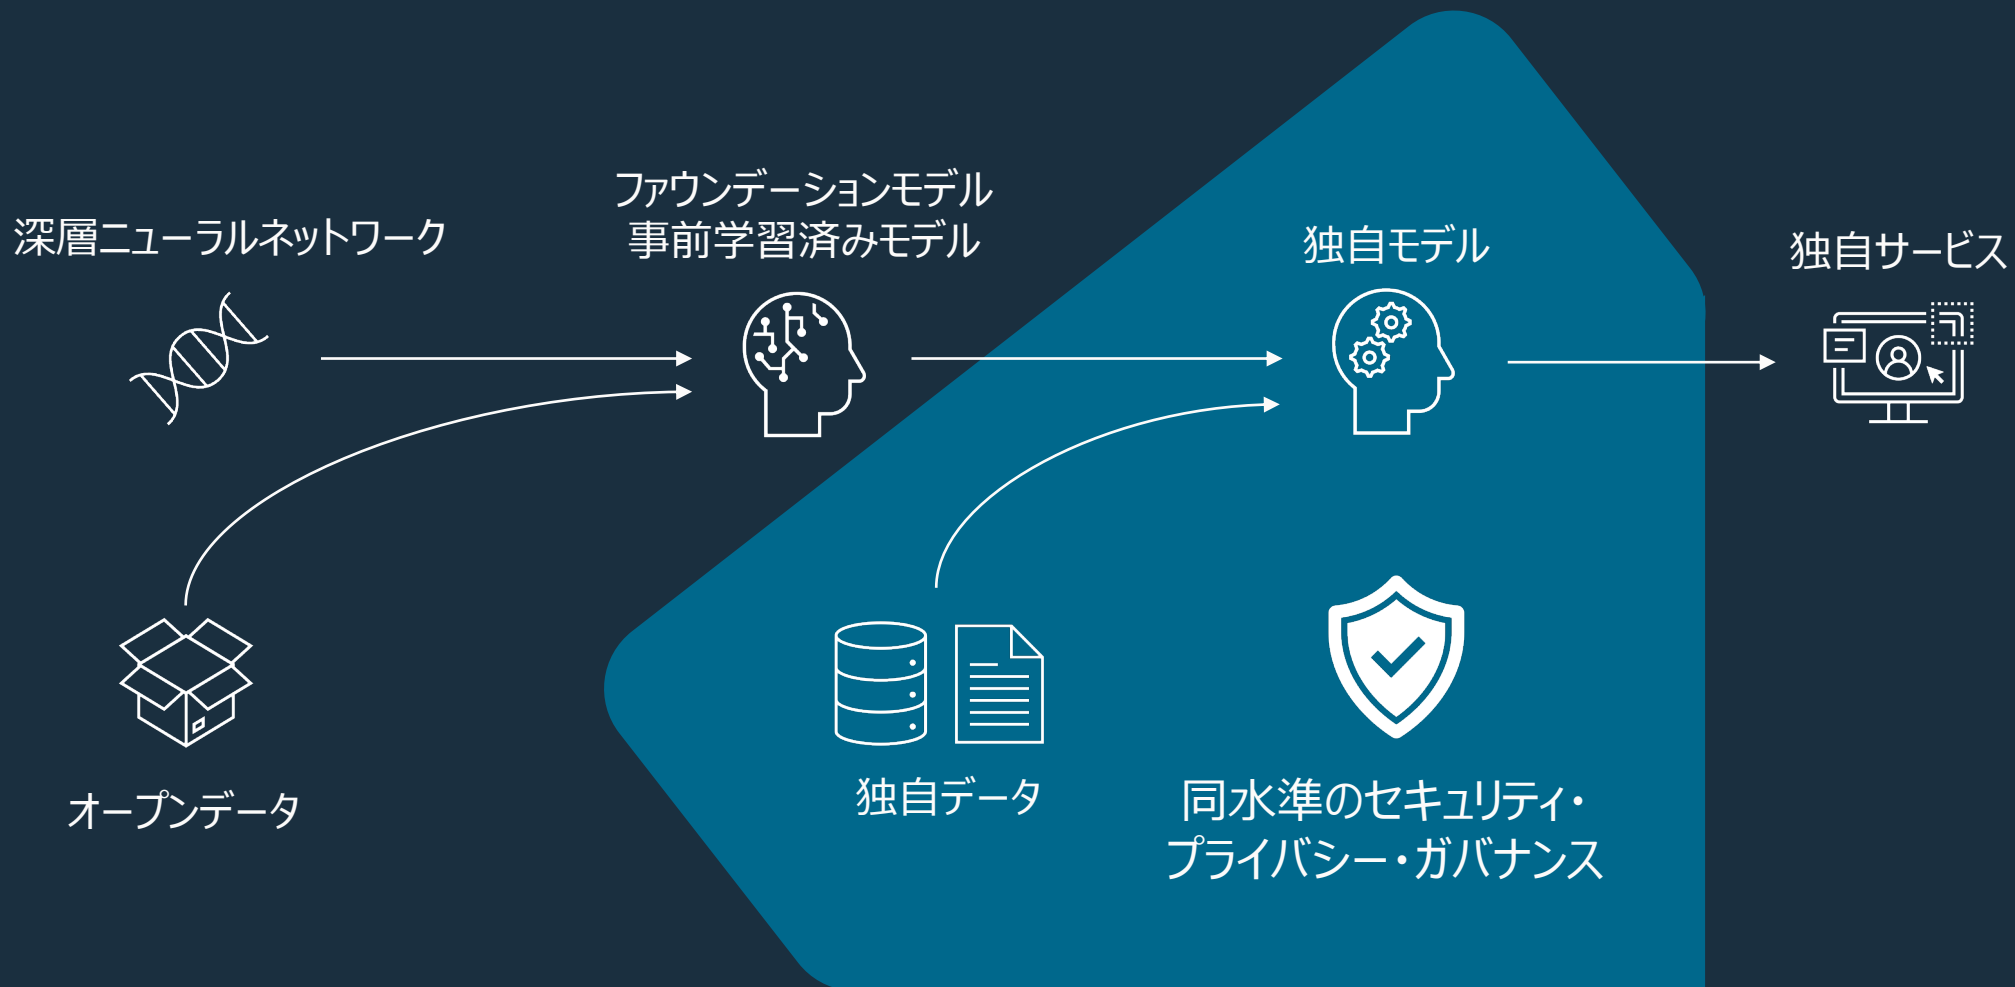 深層ニューラルネットワーク
ファウンデーションモデル
事前学習済みモデル
独自モデル
独自サービス
オープンデータ
独自データ
同水準のセキュリティ・
プライバシー・ガバナンス